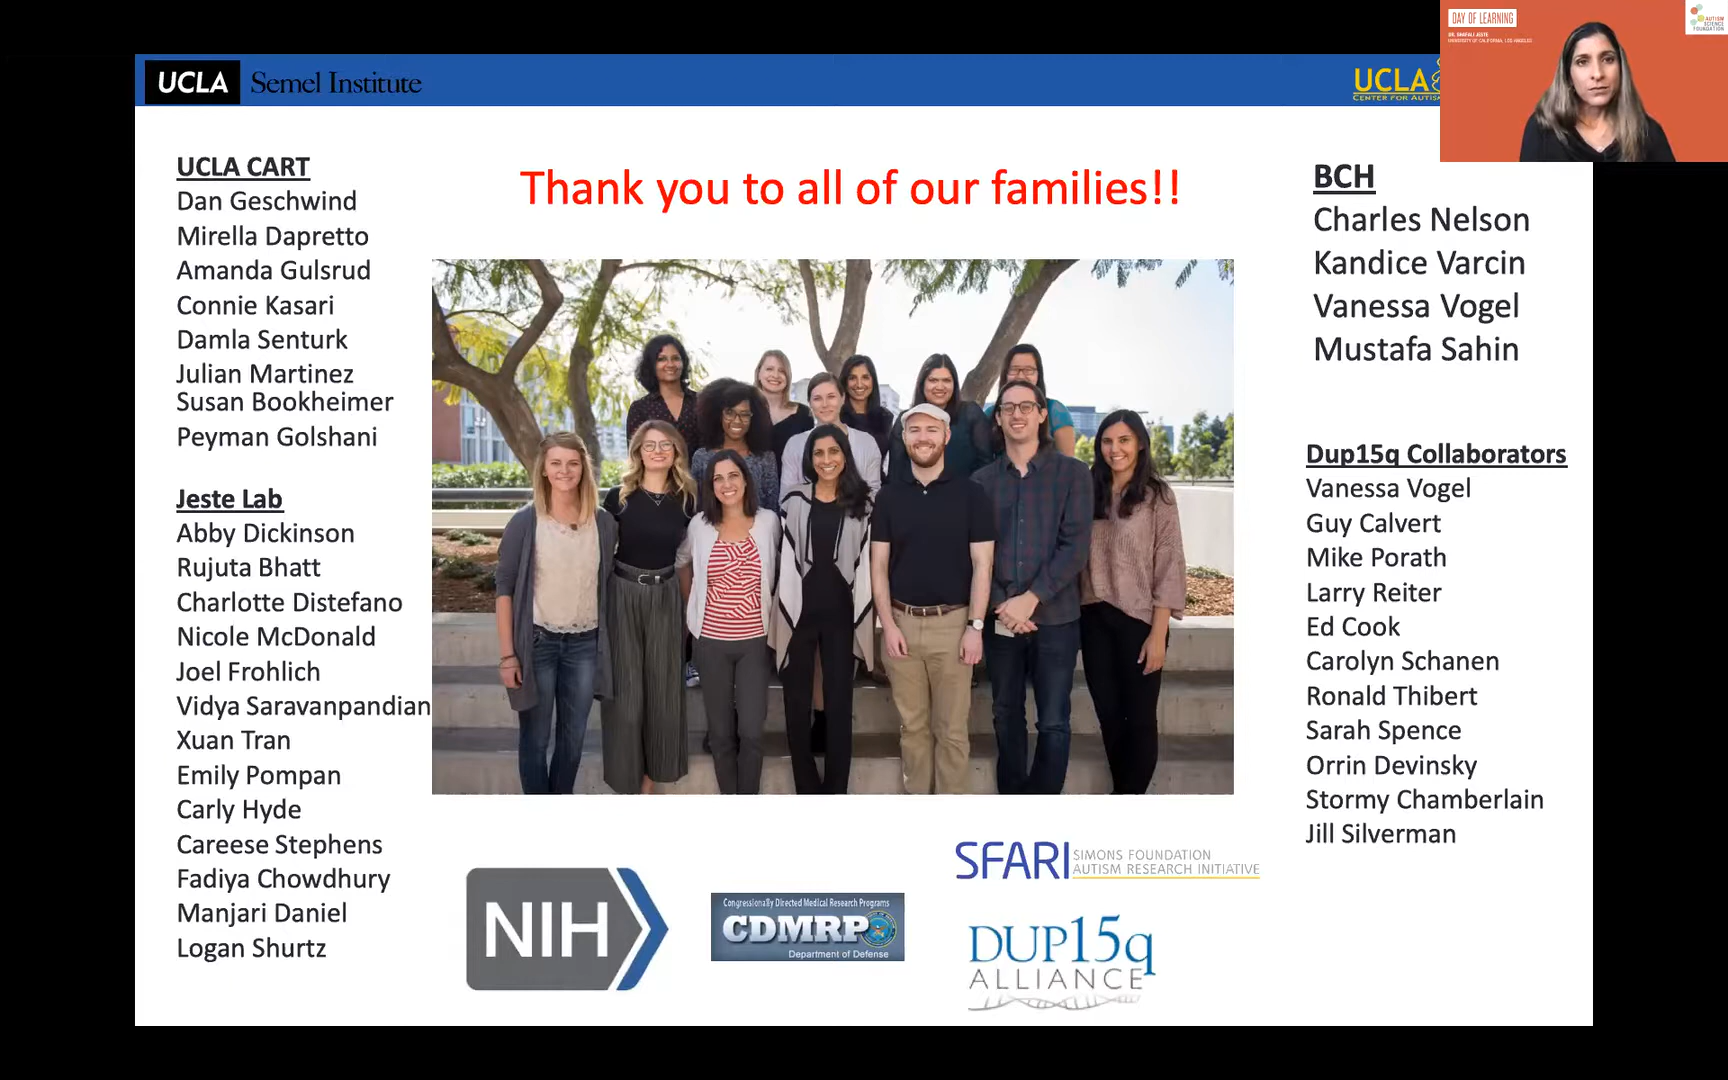 DAY OF LEARNING
DR. SHAFALI JESTE
UNIVERSITY OF CALIFORNIA, LOS ANGELES
AUTISM
SCIENCE
FOUNDATION
UCLA Semel Institute
UCLA
CENTER FOR AUTIS
Thank you to all of our families!!
UCLA CART
Dan Geschwind
Mirella Dapretto
Amanda Gulsrud
Connie Kasari
Damla Senturk
Julian Martinez
Susan Bookheimer
Peyman Golshani
Jeste Lab
Abby Dickinson
Rujuta Bhatt
Charlotte Distefano
Nicole McDonald
Joel Frohlich
Vidya Saravanpandian
Xuan Tran
Emily Pompan
Carly Hyde
Careese Stephens
Fadiya Chowdhury
Manjari Daniel
Logan Shurtz
BCH
Charles Nelson
Kandice Varcin
Vanessa Vogel
Mustafa Sahin
Dup15q Collaborators
Vanessa Vogel
Guy Calvert
Mike Porath
Larry Reiter
Ed Cook
Carolyn Schanen
Ronald Thibert
Sarah Spence
Orrin Devinsky
Stormy Chamberlain
Jill Silverman
NIH
Congressionally Directed Medical Research Programs
CDMRP
Department of Defense
SFARI SIMONS FOUNDATION
AUTISM RESEARCH INITIATIVE
DUP15q
ALLIANCE